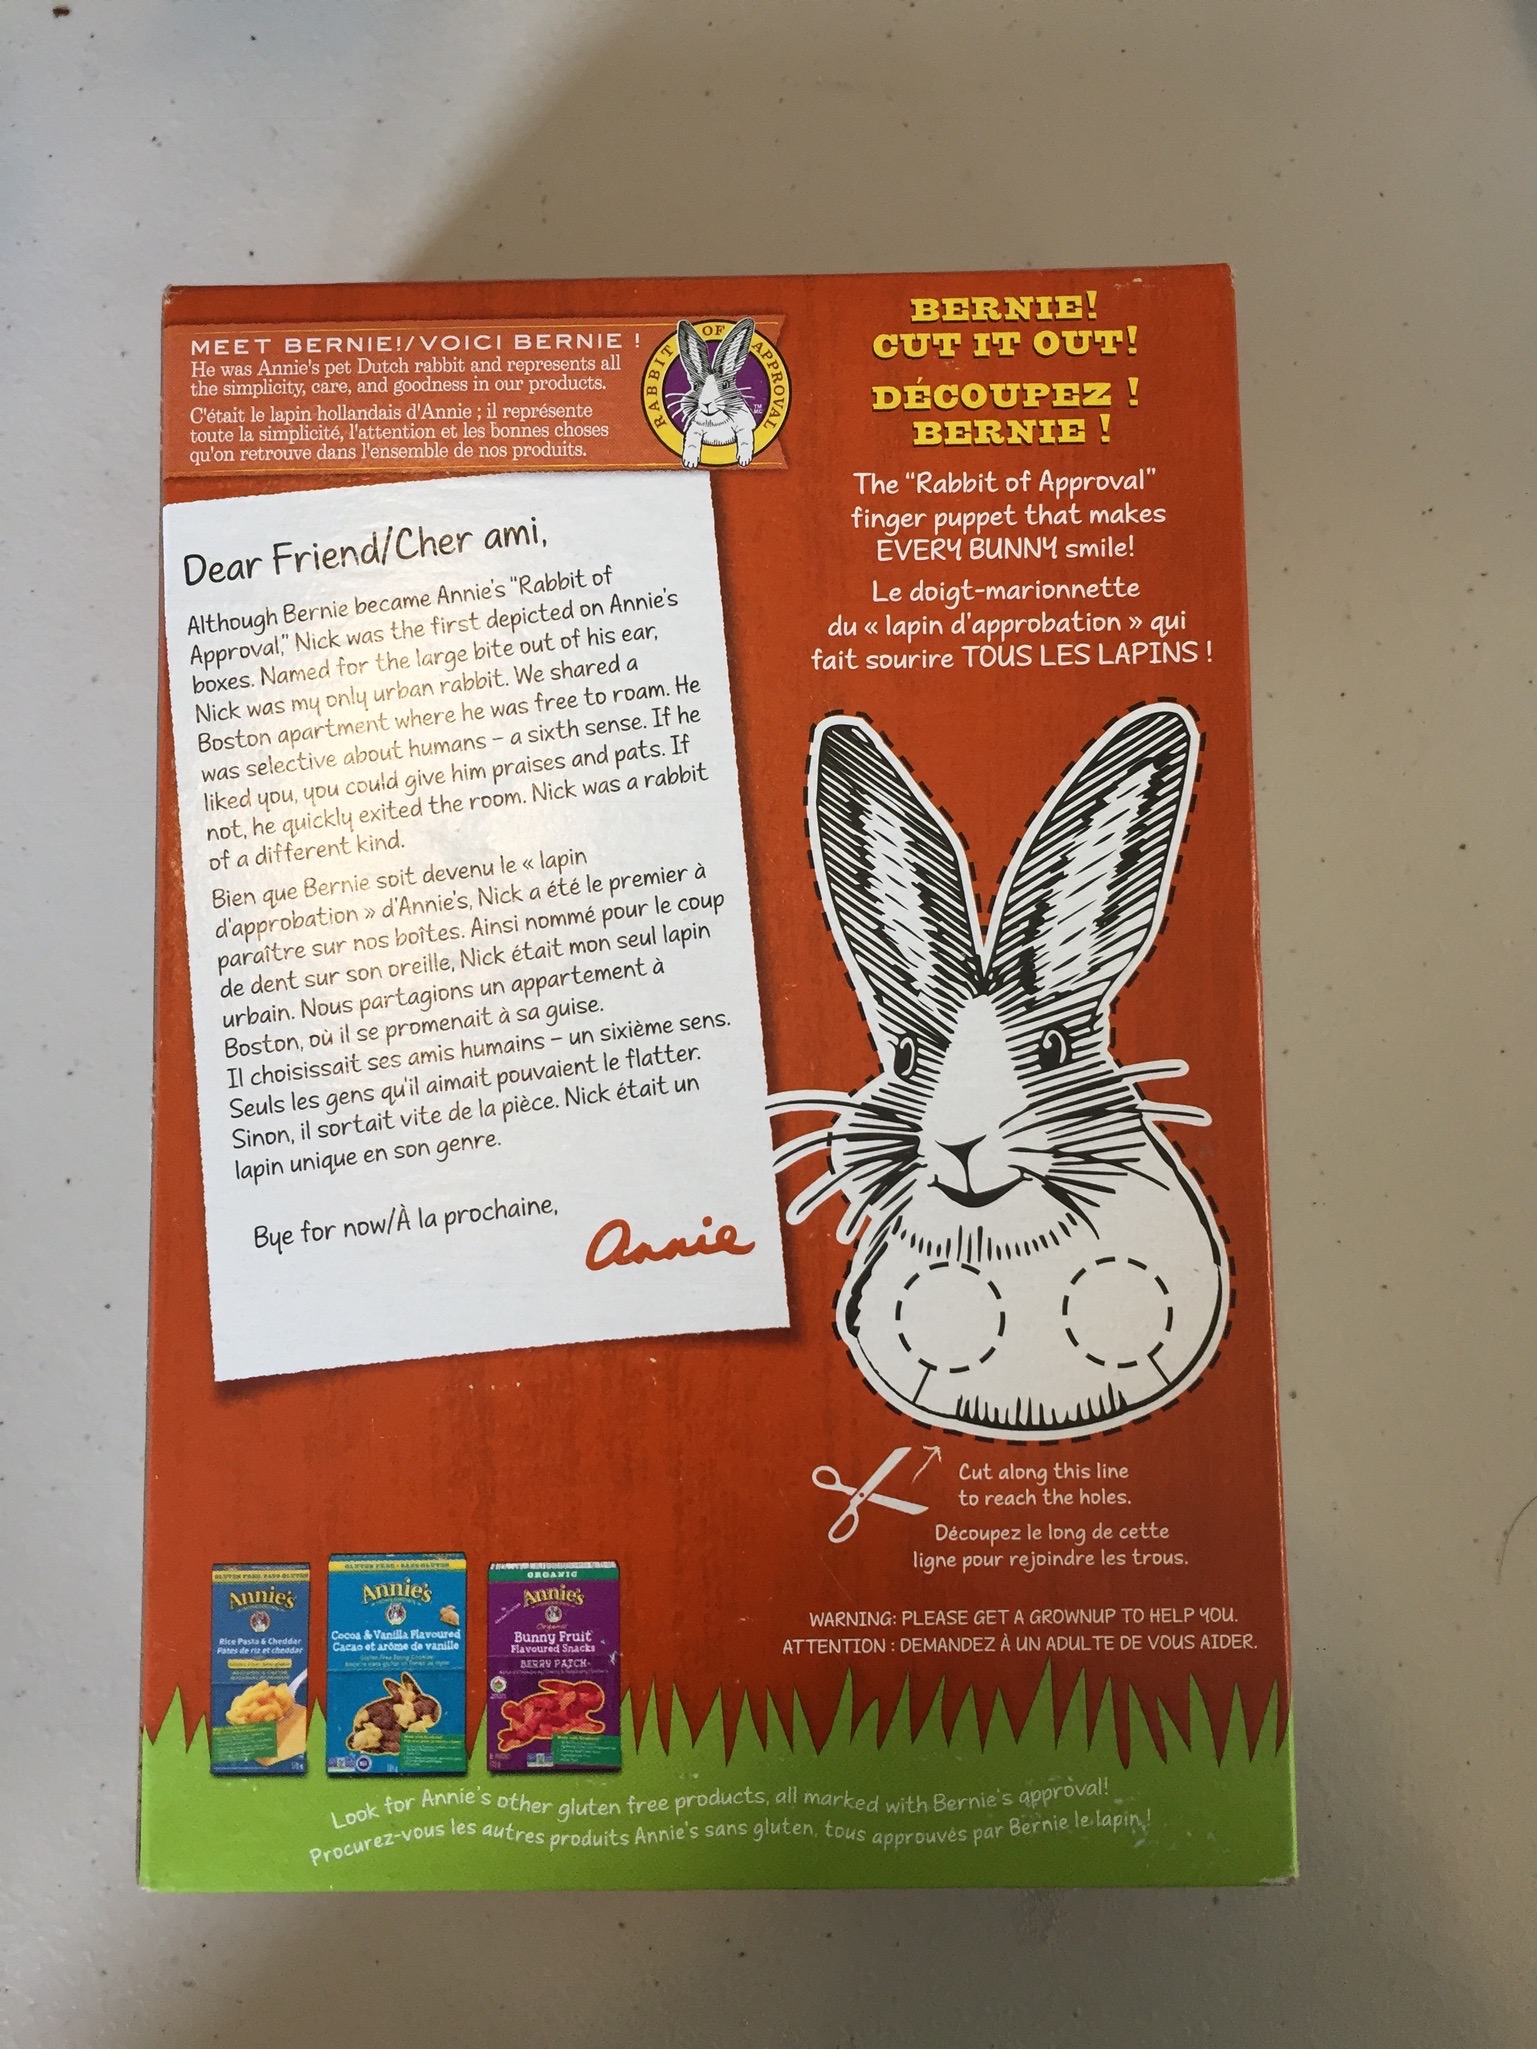 MEET BERNIE!/VOICI BERNIE !
He was Annie's pet Dutch rabbit and represents all
the simplicity, care, and goodness in our products.
C'était le lapin hollandais d'Annie ; il représente
toute la simplicité, l'attention et les bonnes choses
qu'on retrouve dans l'ensemble de nos produits.
RABBIT OF APPROVAL
TM
MC
Dear Friend/Cher ami,
Although Bernie became Annie's "Rabbit of
Approval," Nick was the first depicted on Annie's
boxes. Named for the large bite out of his ear,
Nick was my only urban rabbit. We shared a
Boston apartment where he was free to roam. He
was selective about humans – a sixth sense. If he
liked you, you could give him praises and pats. If
not, he quickly exited the room. Nick was a rabbit
of a different kind.
Bien que Bernie soit devenu le « lapin
d'approbation » d'Annie's, Nick a été le premier à
paraître sur nos boîtes. Ainsi nommé pour le coup
de dent sur son oreille, Nick était mon seul lapin
urbain. Nous partagions un appartement à
Boston, où il se promenait à sa guise.
Il choisissait ses amis humains – un sixième sens.
Seuls les gens qu'il aimait pouvaient le flatter.
Sinon, il sortait vite de la pièce. Nick était un
lapin unique en son genre.
Bye for now/À la prochaine,
Annie
BERNIE!
CUT IT OUT!
DÉCOUPEZ !
BERNIE !
The "Rabbit of Approval"
finger puppet that makes
EVERY BUNNY smile!
Le doigt-marionnette
du « lapin d'approbation » qui
fait sourire TOUS LES LAPINS !
Cut along this line
to reach the holes.
Découpez le long de cette
ligne pour rejoindre les trous.
WARNING: PLEASE GET A GROWNUP TO HELP YOU.
ATTENTION : DEMANDEZ À UN ADULTE DE VOUS AIDER.
GLUTEN FREE SANS GLUTEN
Annie's
Rice Pasta & Cheddar
Pâtes de riz et cheddar
GLUTEN FREE • SANS GLUTEN
Annie's
Cocoa & Vanilla Flavoured
Cacao et arôme de vanille
Gluten Free Bunny Cookies
ORGANIC
Annie's
Organic
Bunny Fruit
Flavoured Snacks
BERRY PATCH
Look for Annie's other gluten free products, all marked with Bernie's approval!
Procurez-vous les autres produits Annie's sans gluten, tous approuvés par Bernie le lapin !